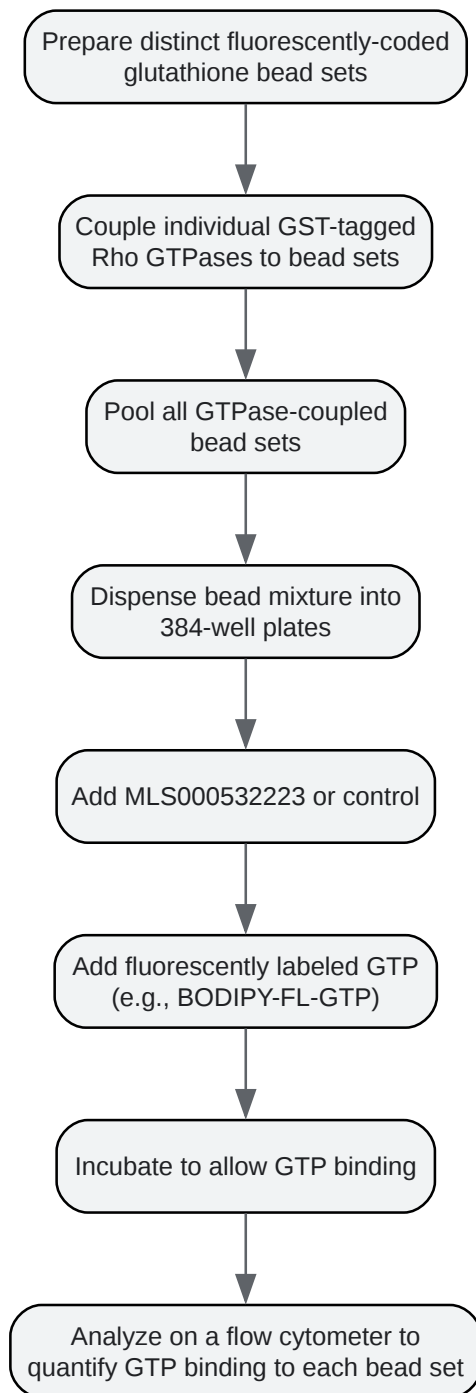 Prepare distinct fluorescently-coded
glutathione bead sets
Couple individual GST-tagged
Rho GTPases to bead sets
Pool all GTPase-coupled
bead sets
Dispense bead mixture into
384-well plates
Add MLS000532223 or control
Add fluorescently labeled GTP
(e.g., BODIPY-FL-GTP)
Incubate to allow GTP binding
Analyze on a flow cytometer to
quantify GTP binding to each bead set